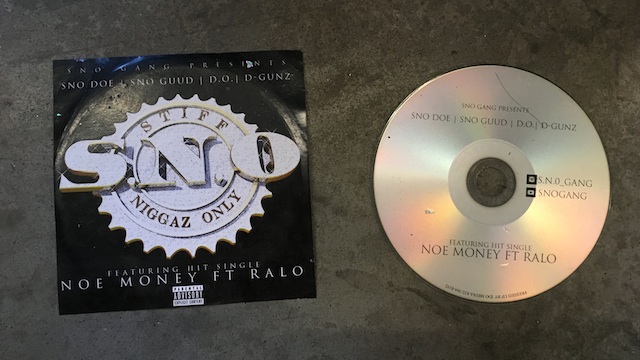 SNO GANG PRESENTS
SNO DOE | SNO GUUD | D.O. | D-GUNZ
STIFF
SNO
NIGGAZ ONLY
FEATURING HIT SINGLE
NOE MONEY FT RALO
PARENTAL
ADVISORY
EXPLICIT CONTENT
SNO GANG PRESENTS
SNO DOE | SNO GUUD | D.O.| D-GUNZ
S.N.O_GANG
SNOGANG
FEATURING HIT SINGLE
NOE MONEY FT RALO